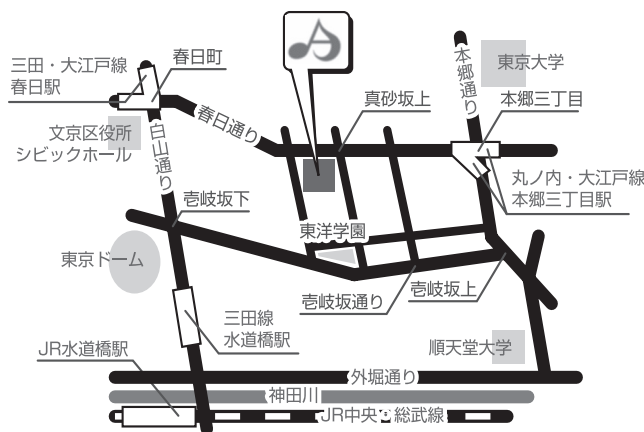 三田・大江戸線
春日駅
春日町
文京区役所
シビックホール
白山通り
春日通り
真砂坂上
本郷通り
東京大学
本郷三丁目
丸ノ内・大江戸線
本郷三丁目駅
壱岐坂下
東洋学園
東京ドーム
壱岐坂通り
壱岐坂上
三田線
水道橋駅
順天堂大学
JR水道橋駅
外堀通り
神田川
JR中央・総武線